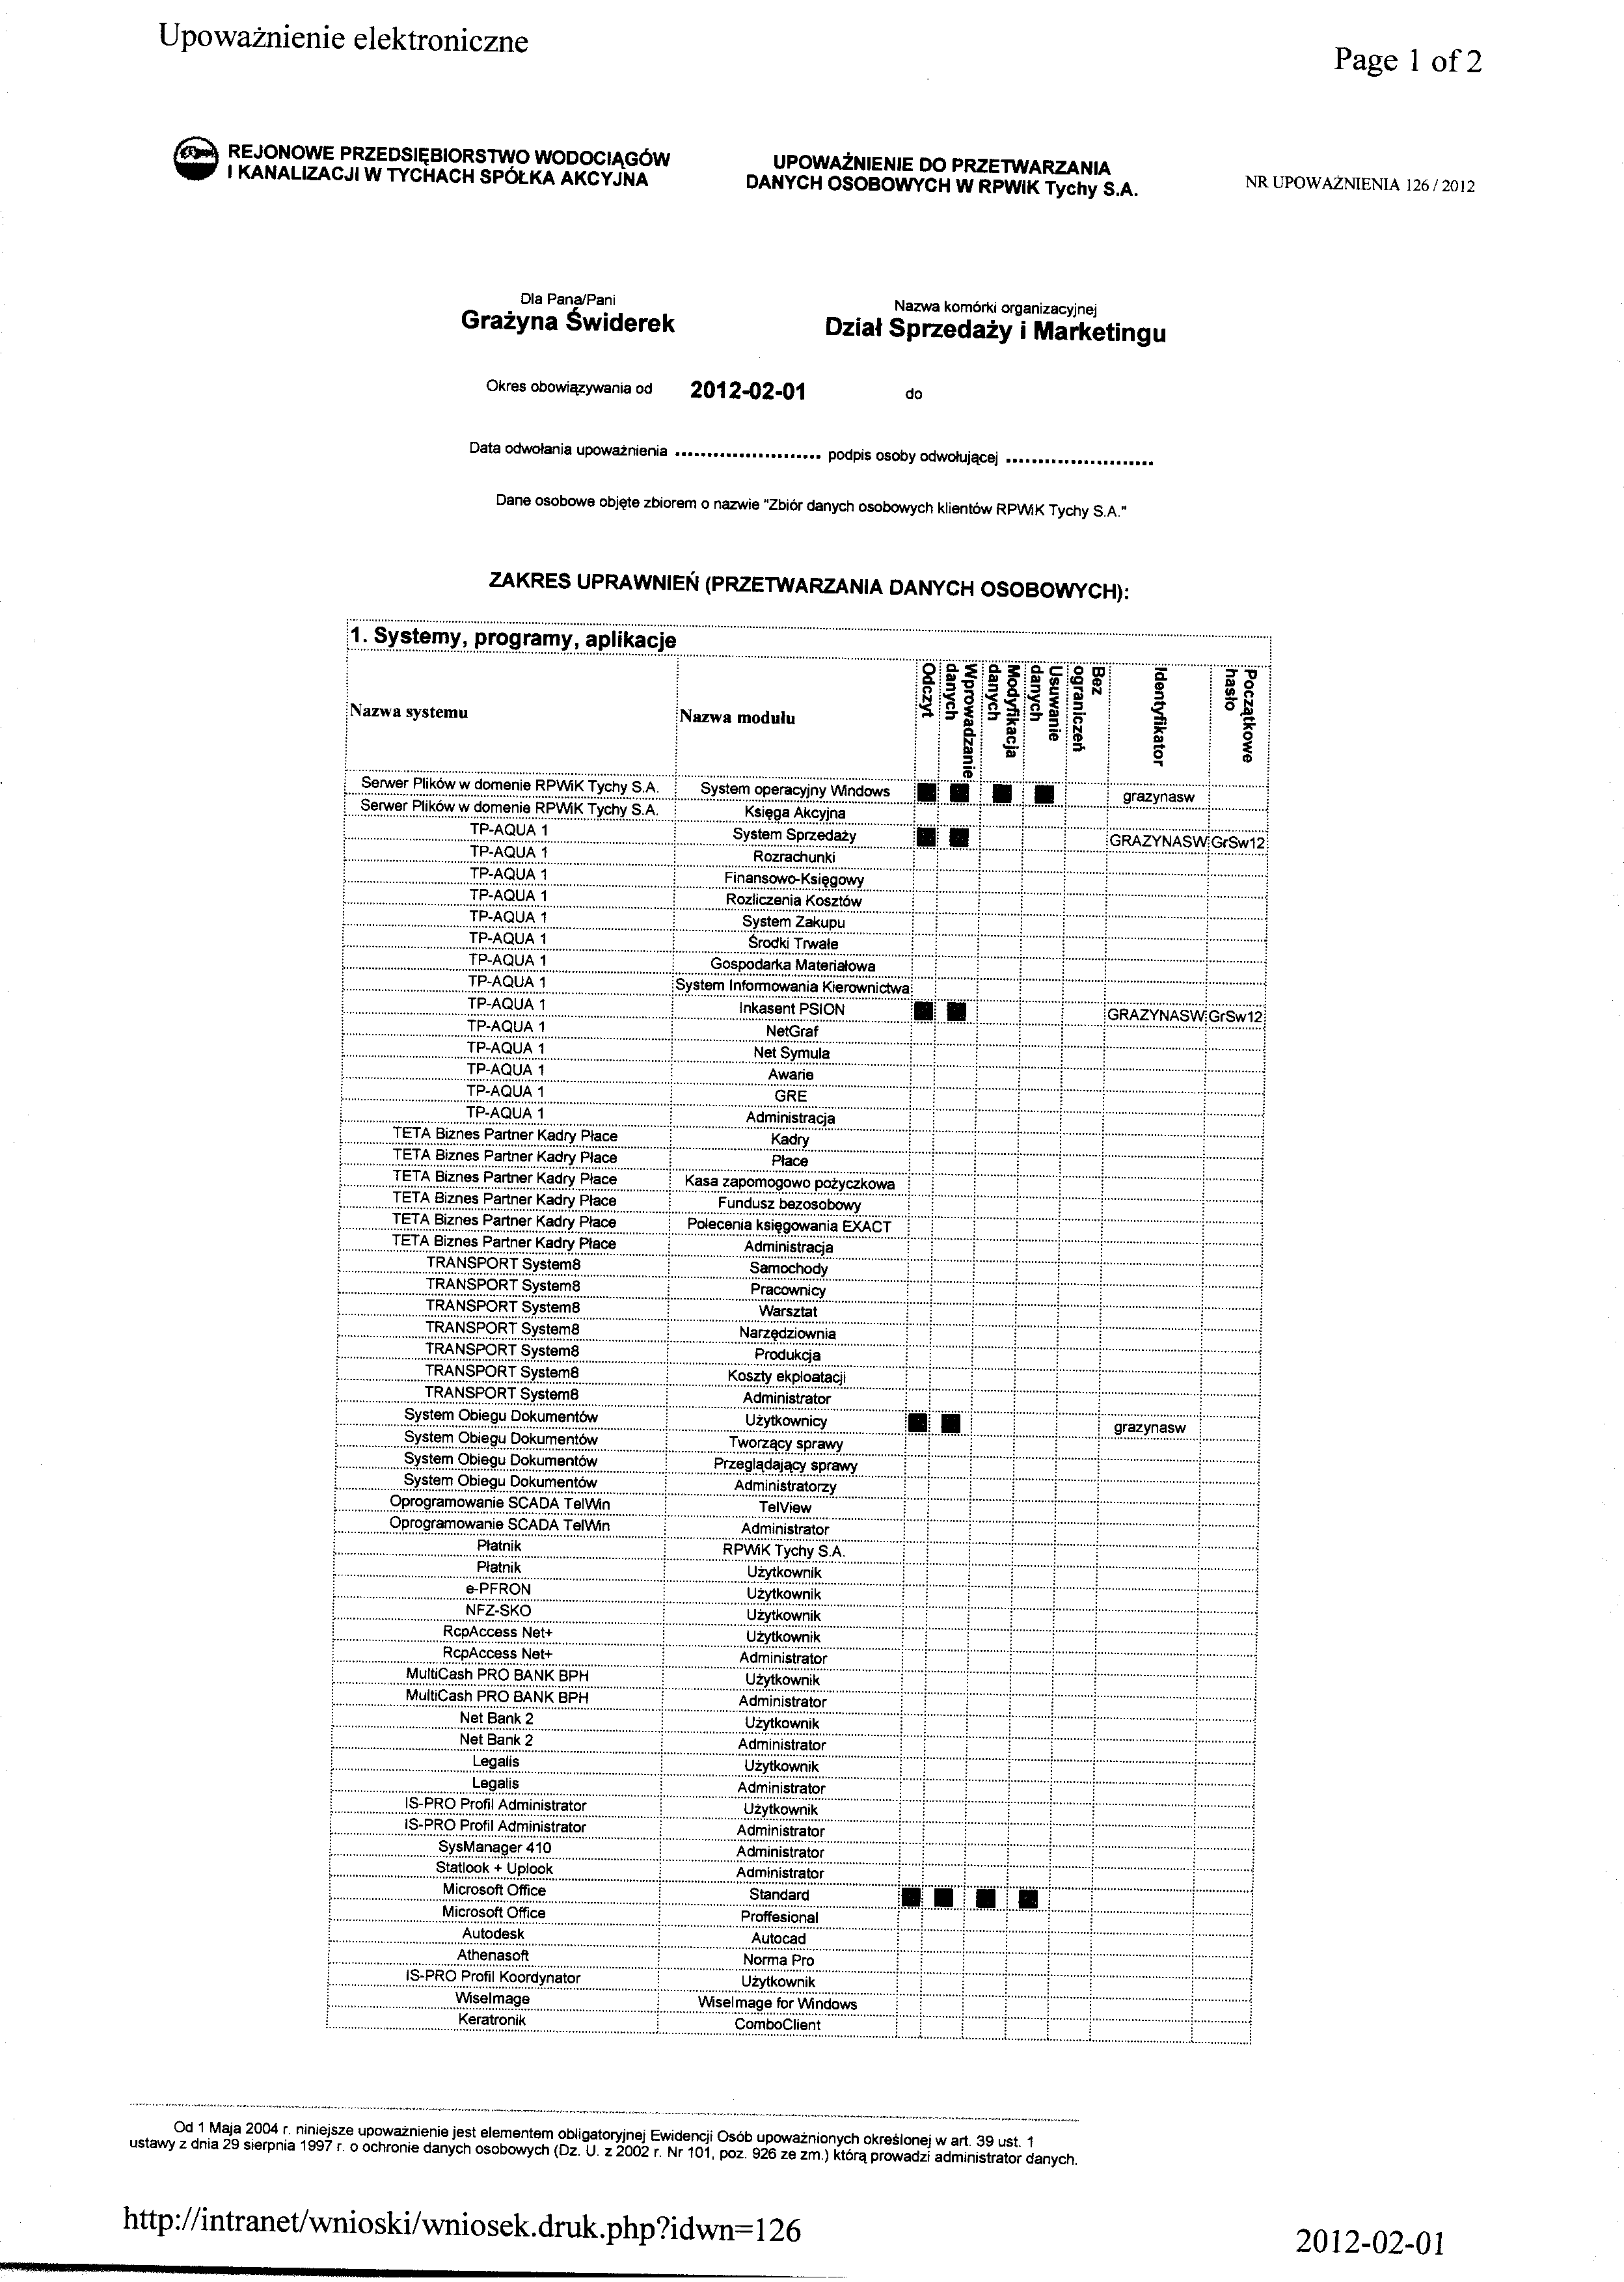 Upoważnienie elektroniczne
Page 1 of 2
REJONOWE PRZEDSIĘBIORSTWO WODOCIĄGÓW
I KANALIZACJI W TYCHACH SPÓŁKA AKCYJNA
UPOWAŻNIENIE DO PRZETWARZANIA
DANYCH OSOBOWYCH W RPWiK Tychy S.A.
NR UPOWAŻNIENIA 126 / 2012
Dla Pana/Pani
Grażyna Świderek
Nazwa komórki organizacyjnej
Dział Sprzedaży i Marketingu
Okres obowiązywania od 2012-02-01 do
Data odwołania upoważnienia ....................... podpis osoby odwołującej .......................
Dane osobowe objęte zbiorem o nazwie "Zbiór danych osobowych klientów RPWiK Tychy S.A."
ZAKRES UPRAWNIEŃ (PRZETWARZANIA DANYCH OSOBOWYCH):
1. Systemy, programy, aplikacje
Nazwa systemu Nazwa modułu Odczyt Wprowadzanie danych Modyfikacja danych Usuwanie danych Bez ograniczeń Identyfikator Początkowe hasło
Serwer Plików w domenie RPWiK Tychy S.A. System operacyjny Windows ■ ■ ■ ■ grazynasw
Serwer Plików w domenie RPWiK Tychy S.A. Księga Akcyjna
TP-AQUA 1 System Sprzedaży ■ ■ GRAZYNASW GrSw12
TP-AQUA 1 Rozrachunki
TP-AQUA 1 Finansowo-Księgowy
TP-AQUA 1 Rozliczenia Kosztów
TP-AQUA 1 System Zakupu
TP-AQUA 1 Środki Trwałe
TP-AQUA 1 Gospodarka Materiałowa
TP-AQUA 1 System Informowania Kierownictwa
TP-AQUA 1 Inkasent PSION ■ ■ GRAZYNASW GrSw12
TP-AQUA 1 NetGraf
TP-AQUA 1 Net Symula
TP-AQUA 1 Awarie
TP-AQUA 1 GRE
TP-AQUA 1 Administracja
TETA Biznes Partner Kadry Płace Kadry
TETA Biznes Partner Kadry Płace Płace
TETA Biznes Partner Kadry Płace Kasa zapomogowo pożyczkowa
TETA Biznes Partner Kadry Płace Fundusz bezosobowy
TETA Biznes Partner Kadry Płace Polecenia księgowania EXACT
TETA Biznes Partner Kadry Płace Administracja
TRANSPORT System8 Samochody
TRANSPORT System8 Pracownicy
TRANSPORT System8 Warsztat
TRANSPORT System8 Narzędziownia
TRANSPORT System8 Produkcja
TRANSPORT System8 Koszty ekploatacji
TRANSPORT System8 Administrator
System Obiegu Dokumentów Użytkownicy ■ ■ grazynasw
System Obiegu Dokumentów Tworzący sprawy
System Obiegu Dokumentów Przeglądający sprawy
System Obiegu Dokumentów Administratorzy
Oprogramowanie SCADA TelWin TelView
Oprogramowanie SCADA TelWin Administrator
Płatnik RPWiK Tychy S.A.
Płatnik Użytkownik
e-PFRON Użytkownik
NFZ-SKO Użytkownik
RcpAccess Net+ Użytkownik
RcpAccess Net+ Administrator
MultiCash PRO BANK BPH Użytkownik
MultiCash PRO BANK BPH Administrator
Net Bank 2 Użytkownik
Net Bank 2 Administrator
Legalis Użytkownik
Legalis Administrator
IS-PRO Profil Administrator Użytkownik
IS-PRO Profil Administrator Administrator
SysManager 410 Administrator
Statlook + Uplook Administrator
Microsoft Office Standard ■ ■ ■ ■
Microsoft Office Proffesional
Autodesk Autocad
Athenasoft Norma Pro
IS-PRO Profil Koordynator Użytkownik
WiseImage WiseImage for Windows
Keratronik ComboClient
Od 1 Maja 2004 r. niniejsze upoważnienie jest elementem obligatoryjnej Ewidencji Osób upoważnionych określonej w art. 39 ust. 1
ustawy z dnia 29 sierpnia 1997 r. o ochronie danych osobowych (Dz. U. z 2002 r. Nr 101, poz. 926 ze zm.) którą prowadzi administrator danych.
http://intranet/wnioski/wniosek.druk.php?idwn=126
2012-02-01